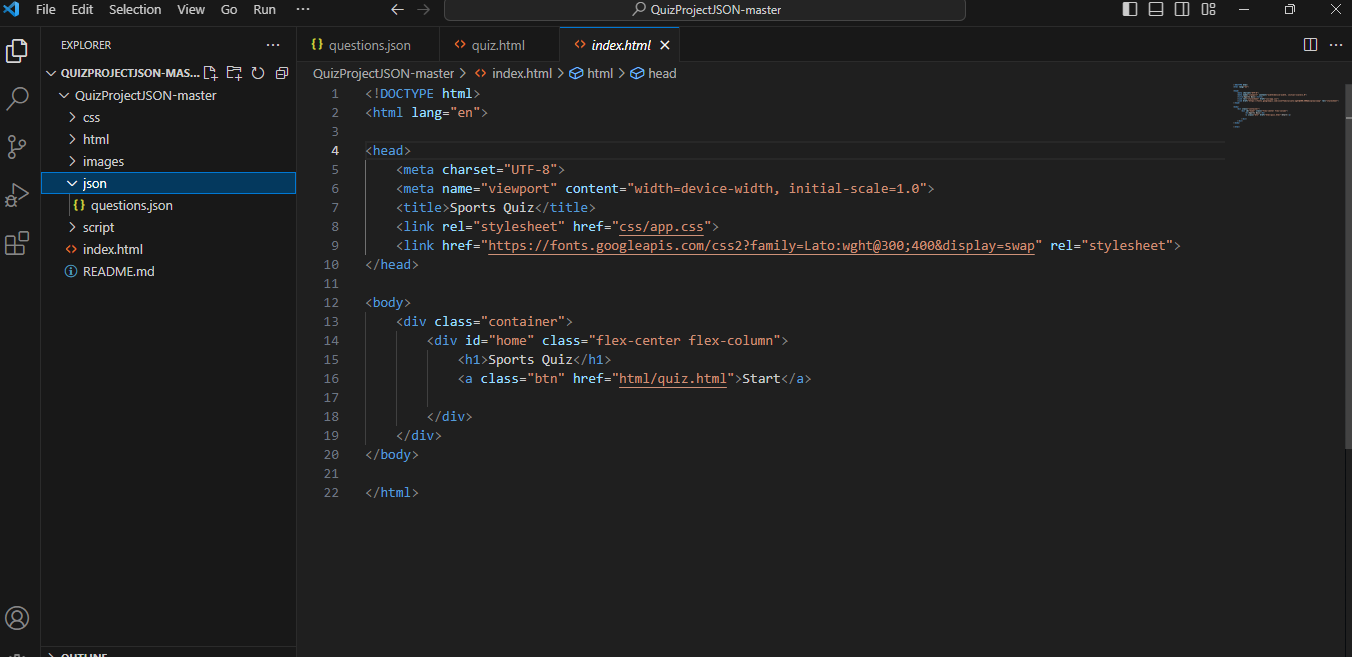 File Edit Selection View Go Run ··· QuizProjectJSON-master
EXPLORER ···
QUIZPROJECTJSON-MAS...
QuizProjectJSON-master
css
html
images
json
{} questions.json
script
<> index.html
README.md
{} questions.json <> quiz.html <> index.html
QuizProjectJSON-master > <> index.html > html > head
1 <!DOCTYPE html>
2 <html lang="en">
3
4 <head>
5 <meta charset="UTF-8">
6 <meta name="viewport" content="width=device-width, initial-scale=1.0">
7 <title>Sports Quiz</title>
8 <link rel="stylesheet" href="css/app.css">
9 <link href="https://fonts.googleapis.com/css2?family=Lato:wght@300;400&display=swap" rel="stylesheet">
10 </head>
11
12 <body>
13 <div class="container">
14 <div id="home" class="flex-center flex-column">
15 <h1>Sports Quiz</h1>
16 <a class="btn" href="html/quiz.html">Start</a>
17
18 </div>
19 </div>
20 </body>
21
22 </html>
OUTLINE